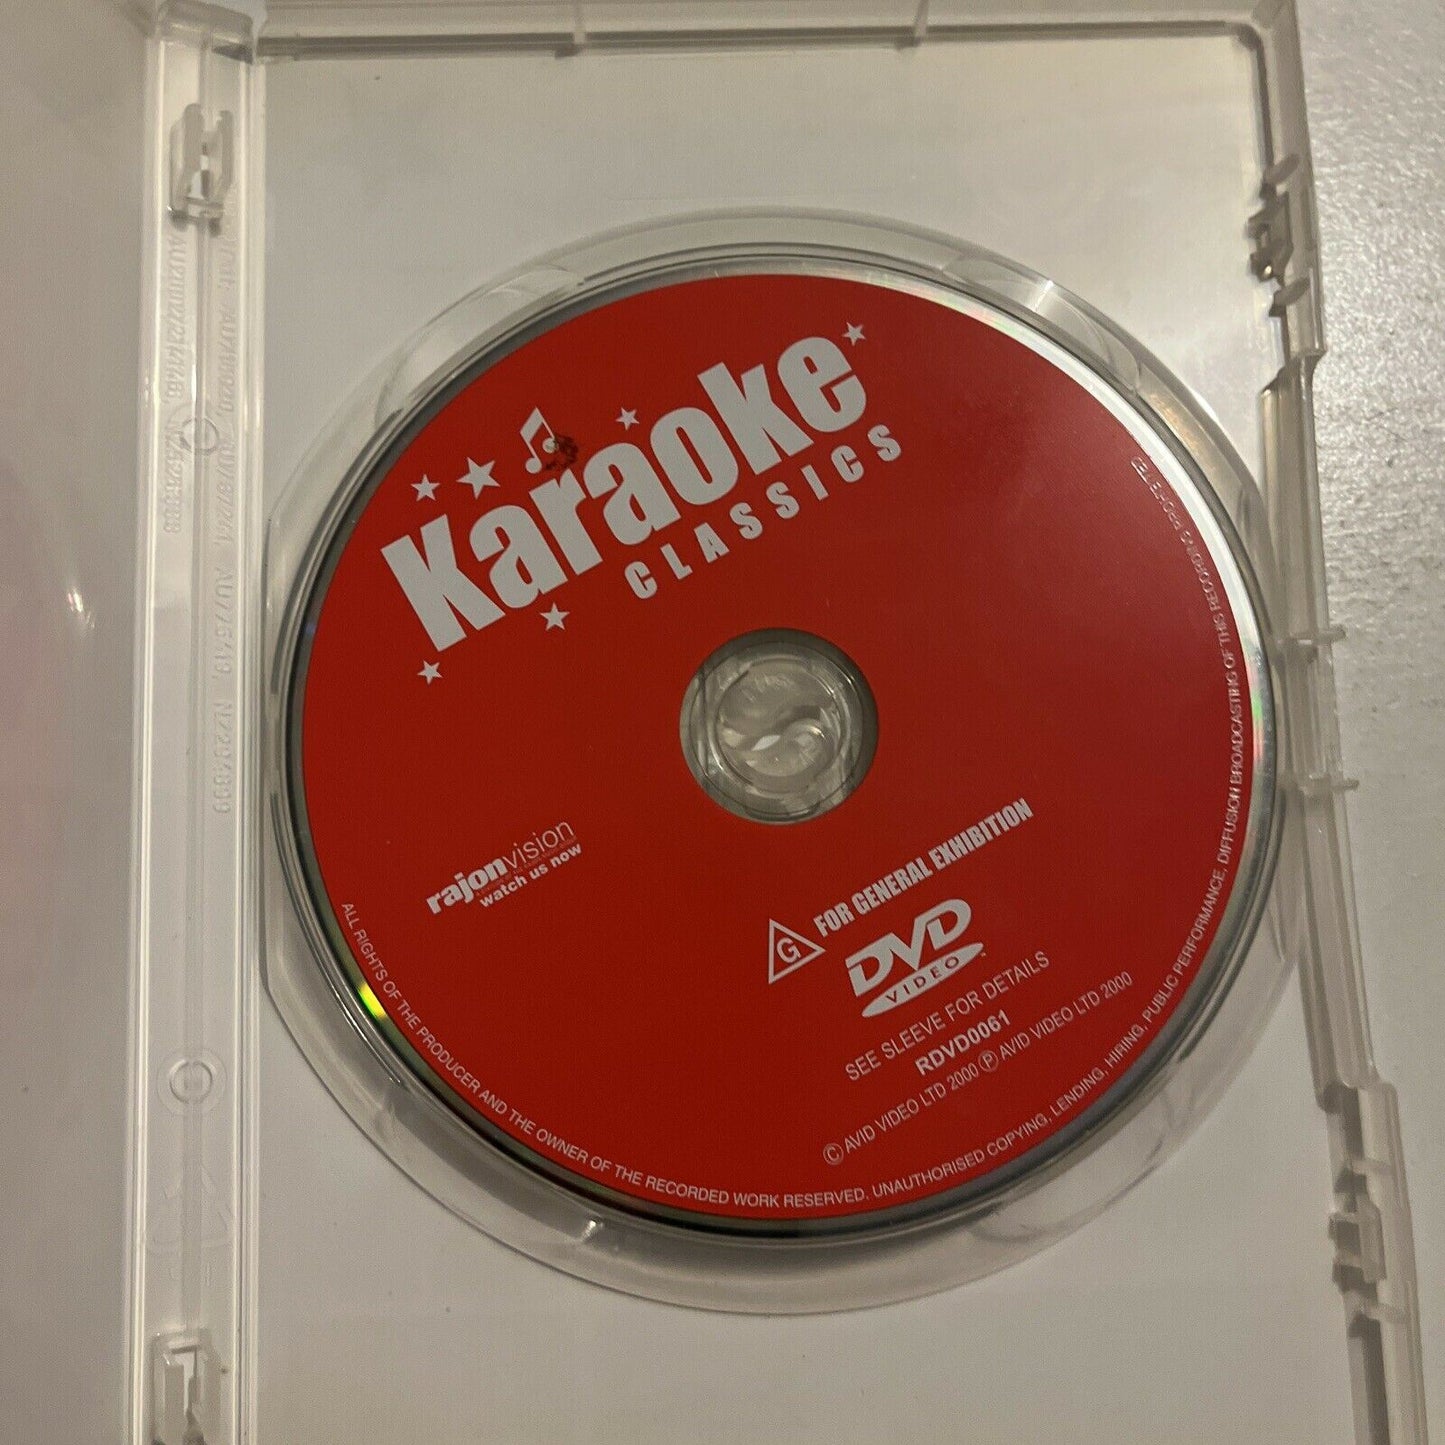 Karaoke
CLASSICS
rajonvision
watch us now
G FOR GENERAL EXHIBITION
DVD
VIDEO
SEE SLEEVE FOR DETAILS
RDVD0061
© AVID VIDEO LTD 2000 ℗ AVID VIDEO LTD 2000
ALL RIGHTS OF THE PRODUCER AND THE OWNER OF THE RECORDED WORK RESERVED. UNAUTHORISED COPYING, LENDING, HIRING, PUBLIC PERFORMANCE, DIFFUSION BROADCASTING OF THIS RECORDING PROHIBITED